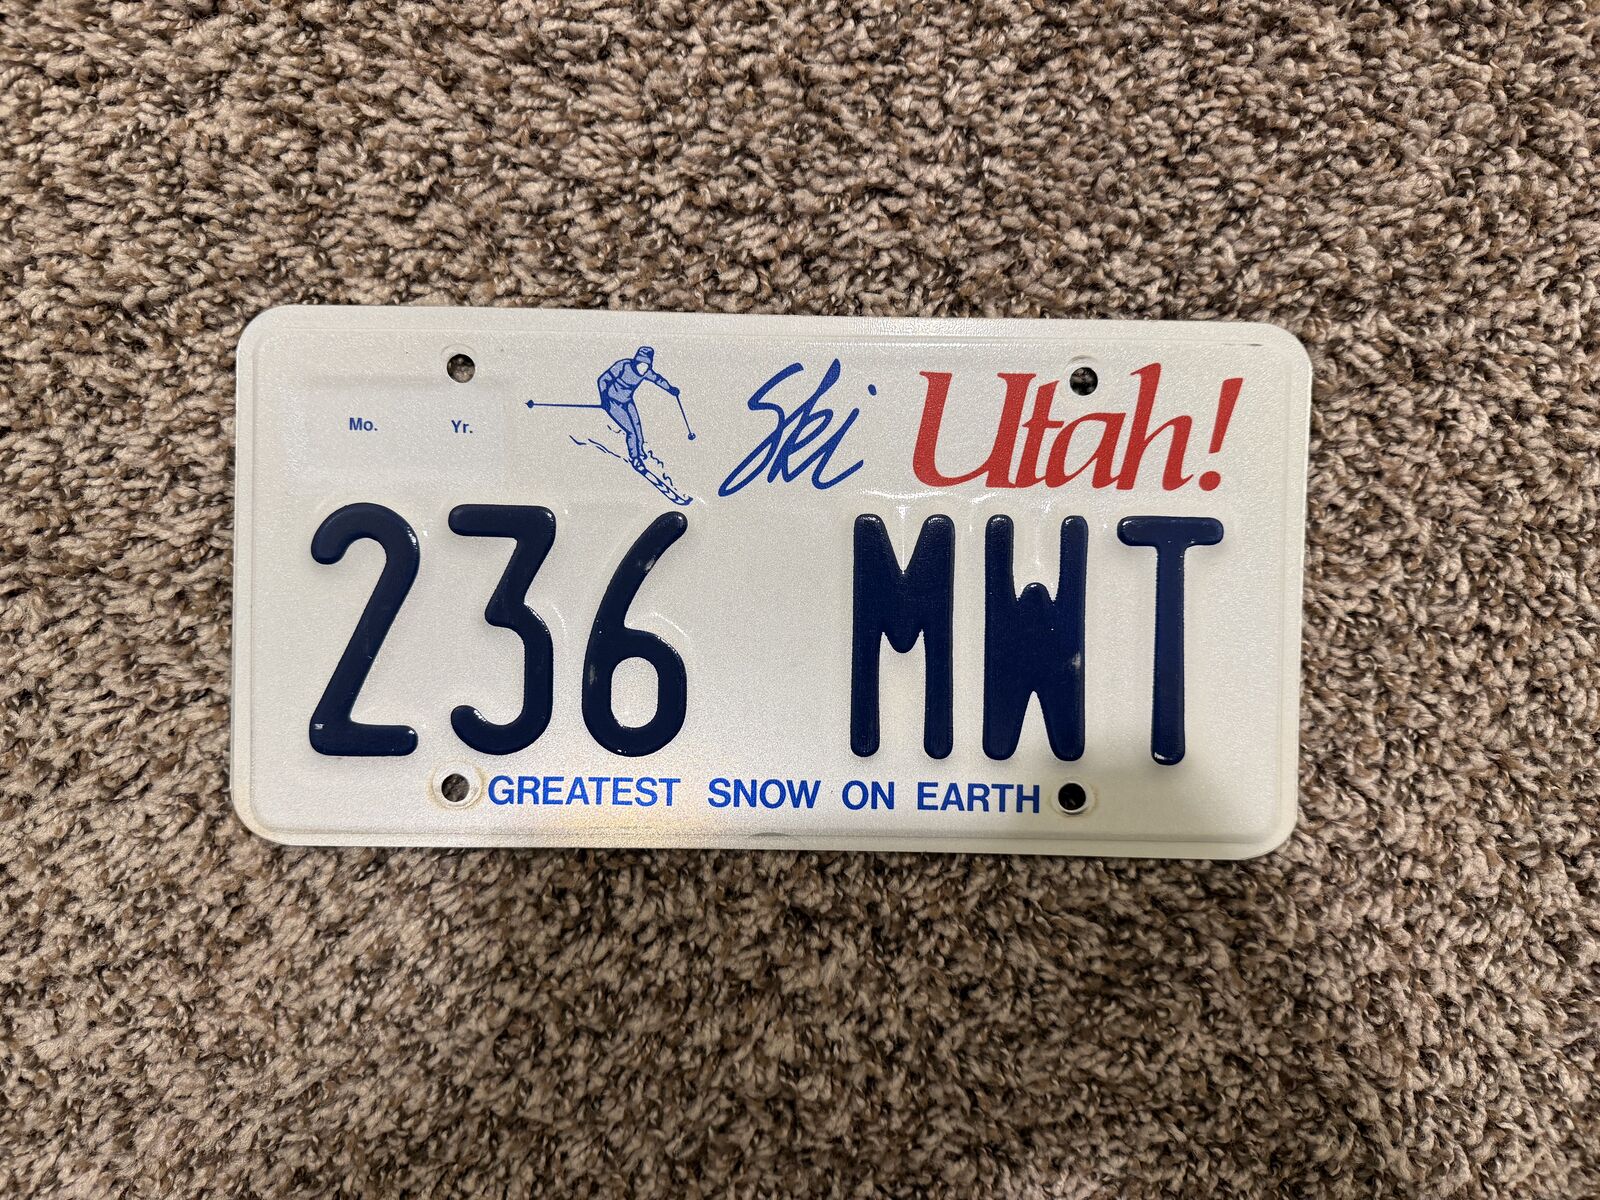 Mo. Yr. Ski Utah!
236 MWT
GREATEST SNOW ON EARTH